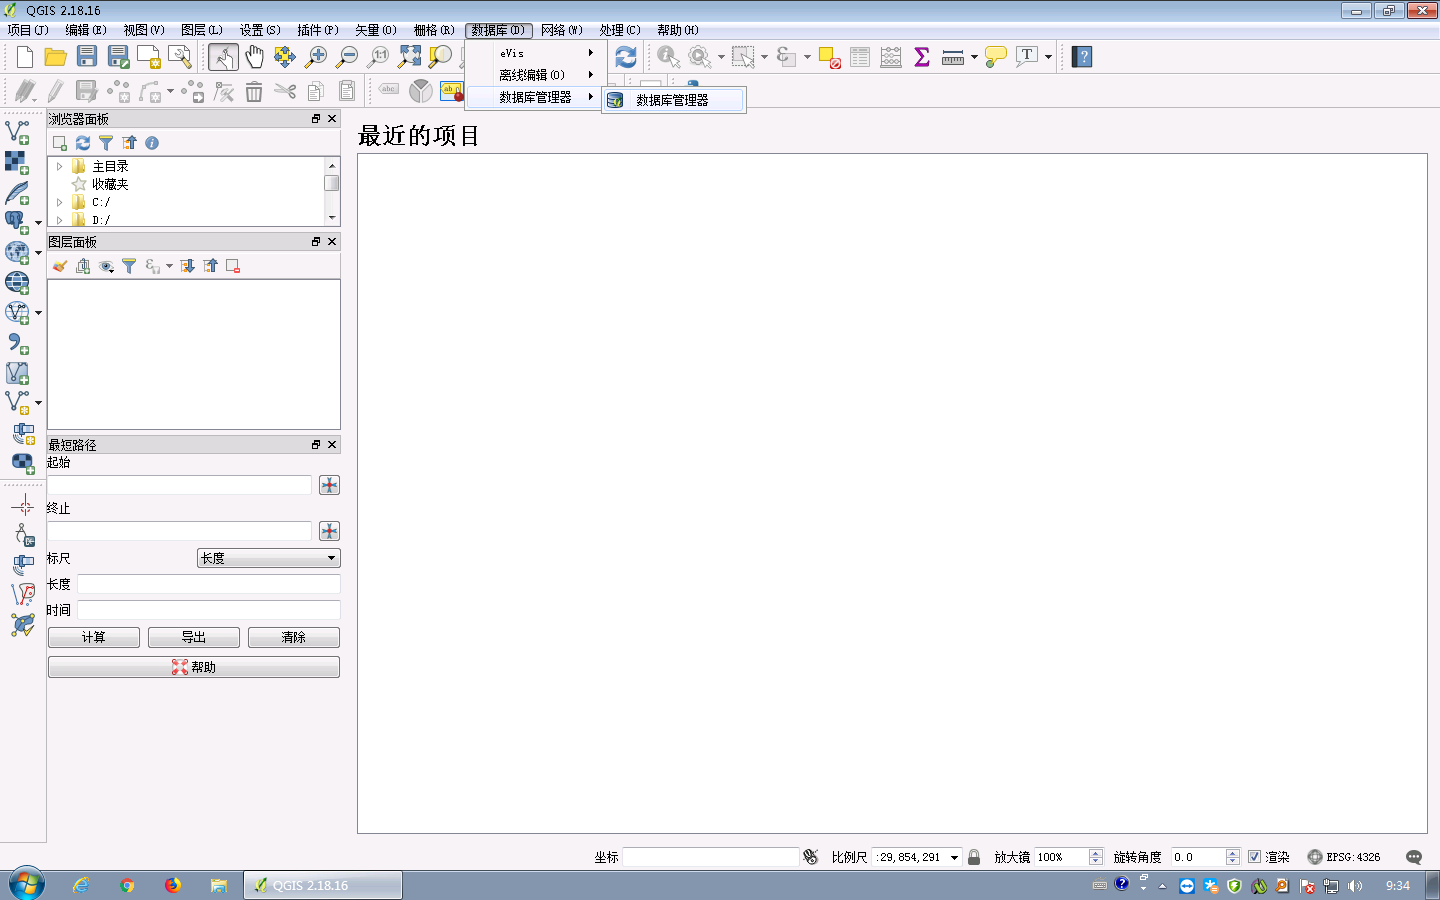 QGIS 2.18.16
项目(J) 编辑(E) 视图(V) 图层(L) 设置(S) 插件(P) 矢量(O) 栅格(R) 数据库(D) 网络(W) 处理(C) 帮助(H)
eVis
离线编辑(O)
数据库管理器
数据库管理器
浏览器面板
主目录
收藏夹
C:/
D:/
图层面板
最短路径
起始
终止
标尺 长度
长度
时间
计算 导出 清除
帮助
最近的项目
坐标 比例尺 :29,854,291 放大镜 100% 旋转角度 0.0 渲染 EPSG:4326
QGIS 2.18.16
9:34